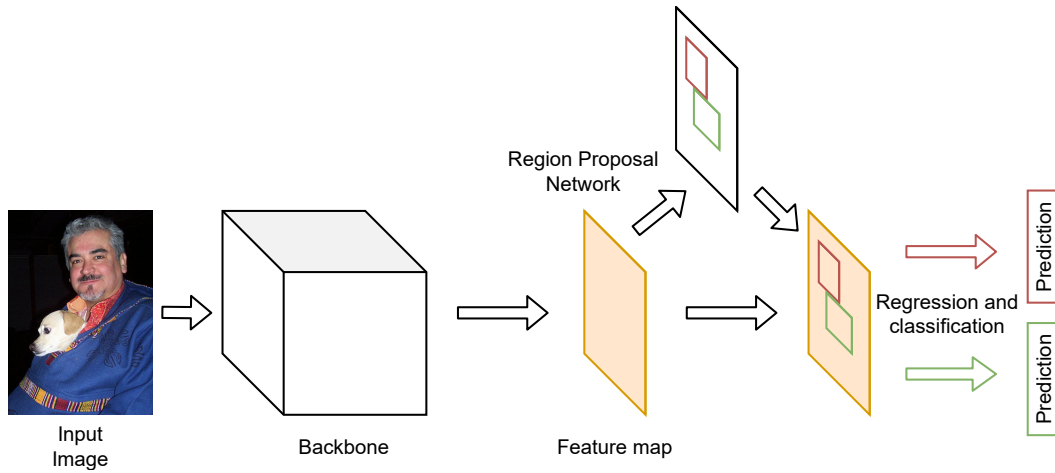 Region Proposal
Network
Input
Image
Backbone
Feature map
Regression and
classification
Prediction
Prediction